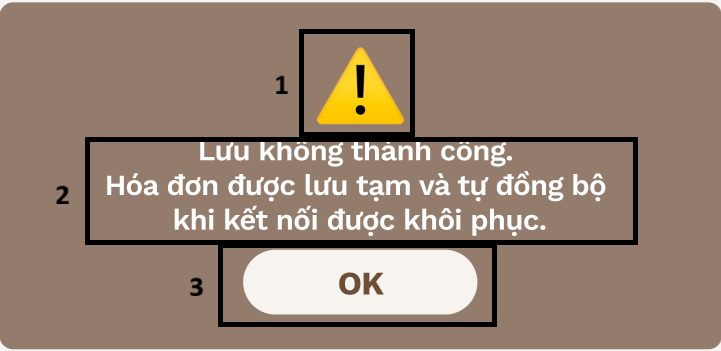 1
!
Lưu không thành công.
2
Hóa đơn được lưu tạm và tự đồng bộ
khi kết nối được khôi phục.
3
OK